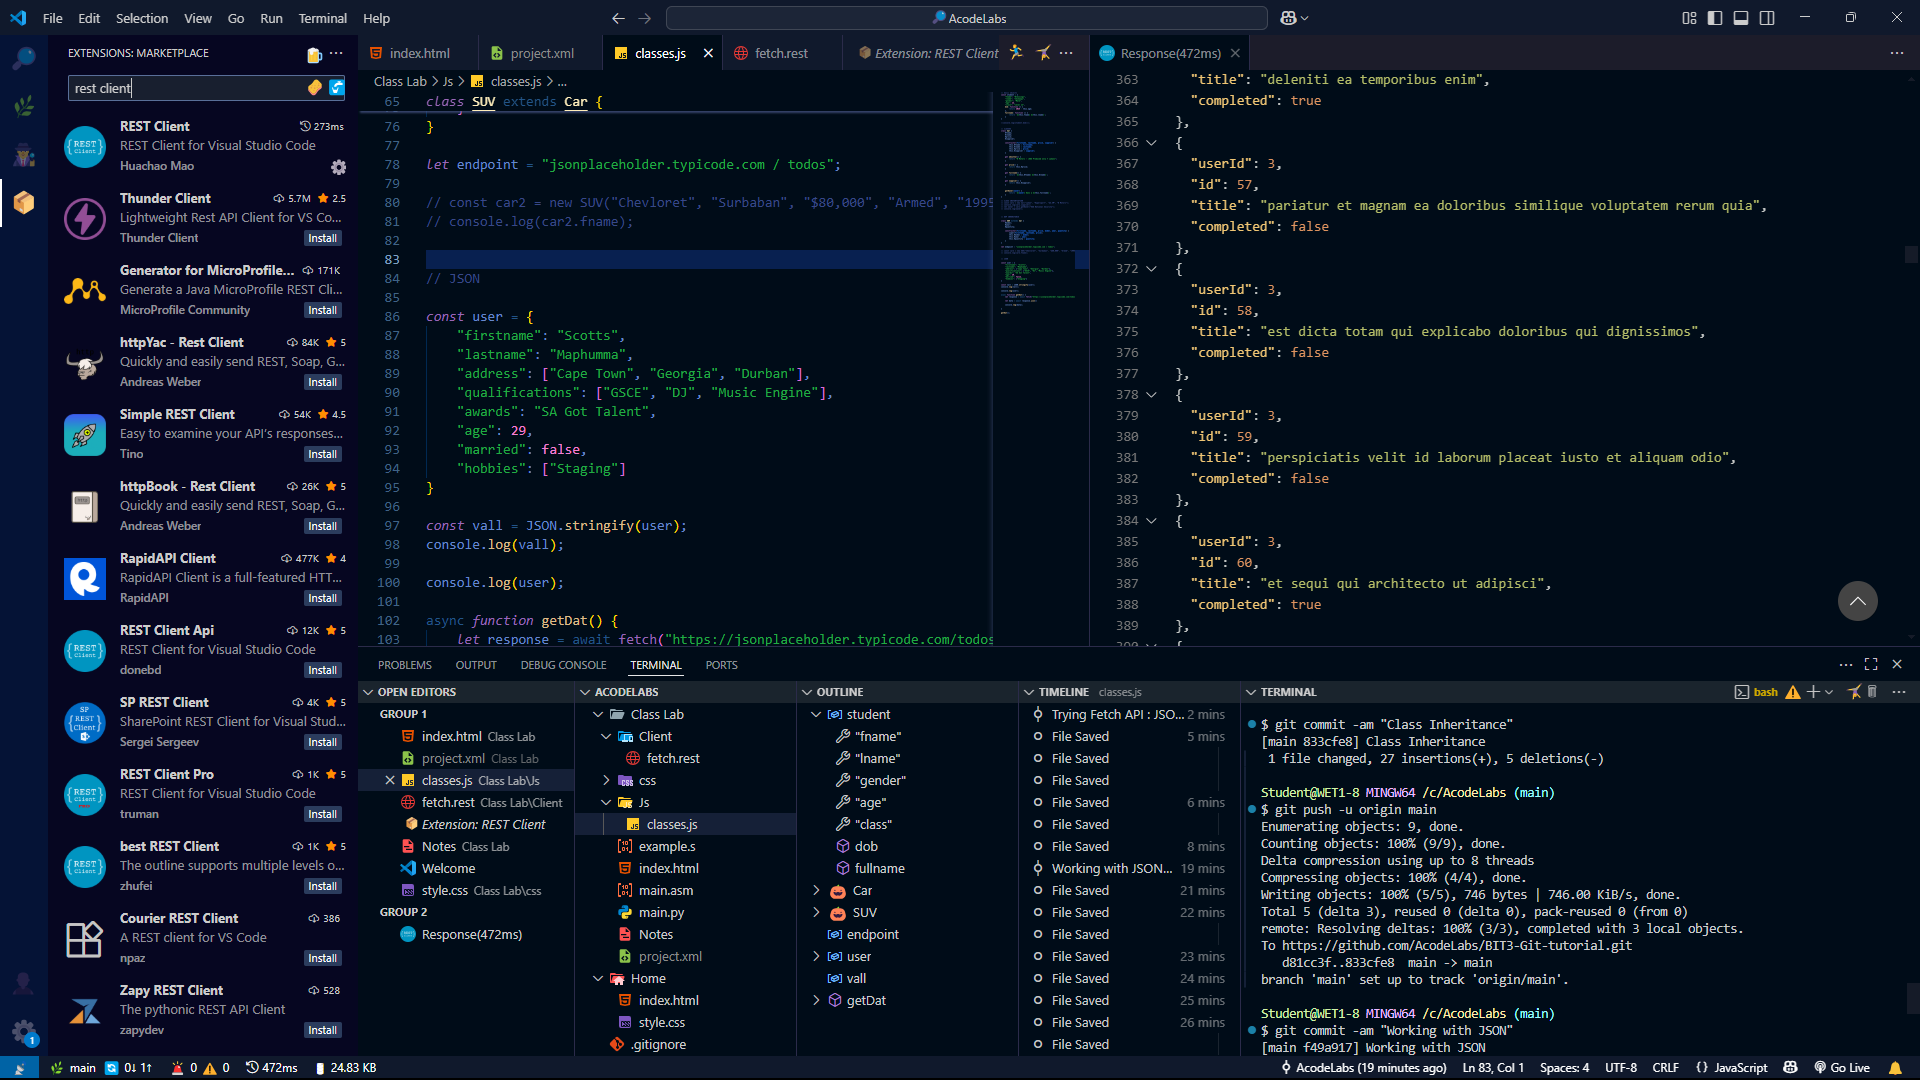 File Edit Selection View Go Run Terminal Help
AcodeLabs
EXTENSIONS: MARKETPLACE
rest client
REST Client 273ms
REST Client for Visual Studio Code
Huachao Mao
Thunder Client 5.7M 2.5
Lightweight Rest API Client for VS Co...
Thunder Client Install
Generator for MicroProfile... 171K
Generate a Java MicroProfile REST Cli...
MicroProfile Community Install
httpYac - Rest Client 84K 5
Quickly and easily send REST, Soap, G...
Andreas Weber Install
Simple REST Client 54K 4.5
Easy to examine your API's responses...
Tino Install
httpBook - Rest Client 26K 5
Quickly and easily send REST, Soap, G...
Andreas Weber Install
RapidAPI Client 477K 4
RapidAPI Client is a full-featured HTT...
RapidAPI Install
REST Client Api 12K 5
REST Client for Visual Studio Code
donebd Install
SP REST Client 4K 5
SharePoint REST Client for Visual Stud...
Sergei Sergeev Install
REST Client Pro 1K 5
REST Client for Visual Studio Code
truman Install
best REST Client 1K 5
The outline supports multiple levels o...
zhufei Install
Courier REST Client 386
A REST client for VS Code
npaz Install
Zapy REST Client 528
The pythonic REST API Client
zapydev Install
index.html project.xml classes.js fetch.rest Extension: REST Client
Class Lab > Js > classes.js > ...
65 class SUV extends Car {
76 }
77
78 let endpoint = "jsonplaceholder.typicode.com / todos";
79
80 // const car2 = new SUV("Chevloret", "Surbaban", "$80,000", "Armed", "1995
81 // console.log(car2.fname);
82
83
84 // JSON
85
86 const user = {
87 "firstname": "Scotts",
88 "lastname": "Maphumma",
89 "address": ["Cape Town", "Georgia", "Durban"],
90 "qualifications": ["GSCE", "DJ", "Music Engine"],
91 "awards": "SA Got Talent",
92 "age": 29,
93 "married": false,
94 "hobbies": ["Staging"]
95 }
96
97 const vall = JSON.stringify(user);
98 console.log(vall);
99
100 console.log(user);
101
102 async function getDat() {
103 let response = await fetch("https://jsonplaceholder.typicode.com/todos
Response(472ms)
363 "title": "deleniti ea temporibus enim",
364 "completed": true
365 },
366 {
367 "userId": 3,
368 "id": 57,
369 "title": "pariatur et magnam ea doloribus similique voluptatem rerum quia",
370 "completed": false
371 },
372 {
373 "userId": 3,
374 "id": 58,
375 "title": "est dicta totam qui explicabo doloribus qui dignissimos",
376 "completed": false
377 },
378 {
379 "userId": 3,
380 "id": 59,
381 "title": "perspiciatis velit id laborum placeat iusto et aliquam odio",
382 "completed": false
383 },
384 {
385 "userId": 3,
386 "id": 60,
387 "title": "et sequi qui architecto ut adipisci",
388 "completed": true
389 },
390 {
PROBLEMS OUTPUT DEBUG CONSOLE TERMINAL PORTS
OPEN EDITORS
GROUP 1
index.html Class Lab
project.xml Class Lab
classes.js Class Lab\Js
fetch.rest Class Lab\Client
Extension: REST Client
Notes Class Lab
Welcome
style.css Class Lab\css
GROUP 2
Response(472ms)
ACODELABS
Class Lab
Client
fetch.rest
css
Js
classes.js
example.s
index.html
main.asm
main.py
Notes
project.xml
Home
index.html
style.css
.gitignore
OUTLINE
student
"fname"
"lname"
"gender"
"age"
"class"
dob
fullname
Car
SUV
endpoint
user
vall
getDat
TIMELINE classes.js
Trying Fetch API : JSO... 2 mins
File Saved 5 mins
File Saved
File Saved
File Saved 6 mins
File Saved
File Saved 8 mins
Working with JSON... 19 mins
File Saved 21 mins
File Saved 22 mins
File Saved
File Saved 23 mins
File Saved 24 mins
File Saved 25 mins
File Saved 26 mins
File Saved
TERMINAL bash
$ git commit -am "Class Inheritance"
[main 833cfe8] Class Inheritance
1 file changed, 27 insertions(+), 5 deletions(-)
Student@WET1-8 MINGW64 /c/AcodeLabs (main)
$ git push -u origin main
Enumerating objects: 9, done.
Counting objects: 100% (9/9), done.
Delta compression using up to 8 threads
Compressing objects: 100% (4/4), done.
Writing objects: 100% (5/5), 746 bytes | 746.00 KiB/s, done.
Total 5 (delta 3), reused 0 (delta 0), pack-reused 0 (from 0)
remote: Resolving deltas: 100% (3/3), completed with 3 local objects.
To https://github.com/AcodeLabs/BIT3-Git-tutorial.git
d81cc3f..833cfe8 main -> main
branch 'main' set up to track 'origin/main'.
Student@WET1-8 MINGW64 /c/AcodeLabs (main)
$ git commit -am "Working with JSON"
[main f49a917] Working with JSON
main 0↓ 1↑ 0 0 472ms 24.83 KB
AcodeLabs (19 minutes ago) Ln 83, Col 1 Spaces: 4 UTF-8 CRLF {} JavaScript Go Live